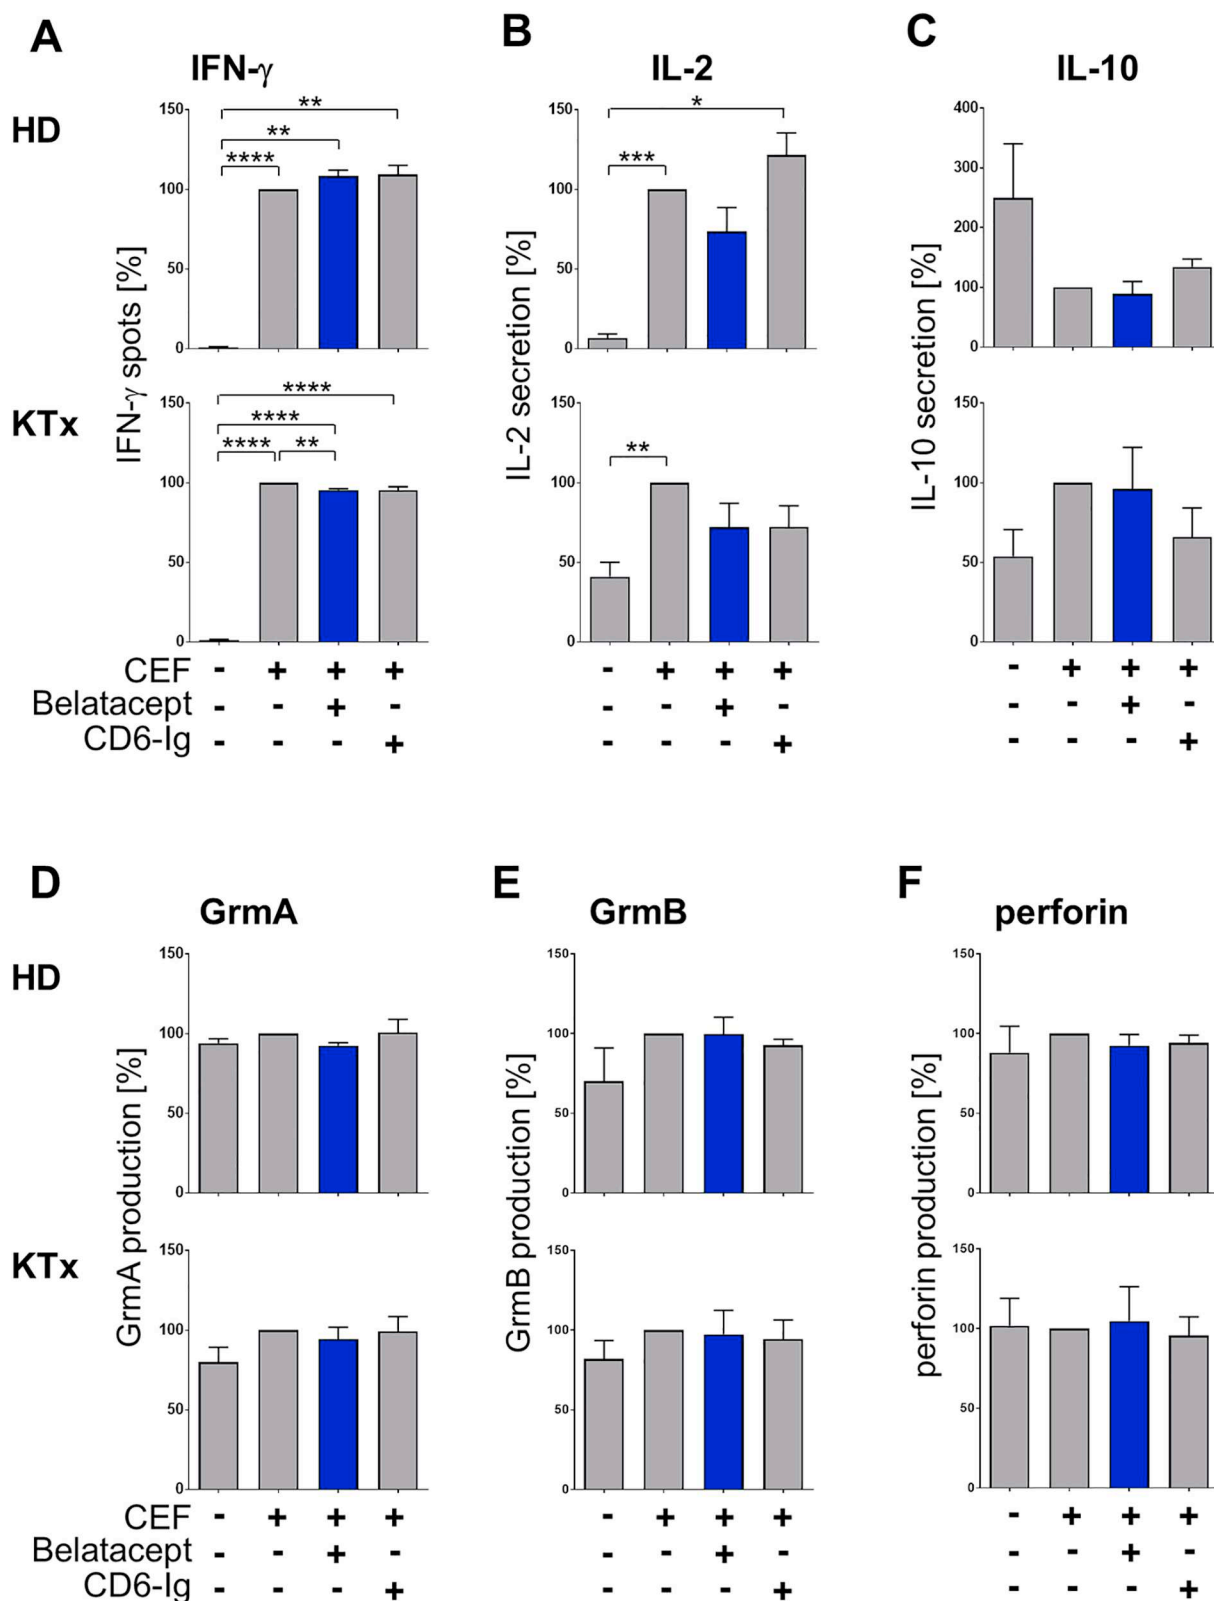 A
IFN-γ
B
IL-2
C
IL-10
HD
IFN-γ spots [%]
150
100
50
0
**
**
****
IL-2 secretion [%]
150
100
50
0
*
***
IL-10 secretion [%]
400
300
200
100
0
KTx
150
100
50
0
****
****
**** **
150
100
50
0
**
150
100
50
0
CEF - + + +
- + + +
- + + +
Belatacept - - + -
- - + -
- - + -
CD6-Ig - - - +
- - - +
- - - +
D
GrmA
E
GrmB
F
perforin
HD
GrmA production [%]
150
100
50
0
GrmB production [%]
150
100
50
0
perforin production [%]
150
100
50
0
KTx
150
100
50
0
150
100
50
0
150
100
50
0
CEF - + + +
- + + +
- + + +
Belatacept - - + -
- - + -
- - + -
CD6-Ig - - - +
- - - +
- - - +